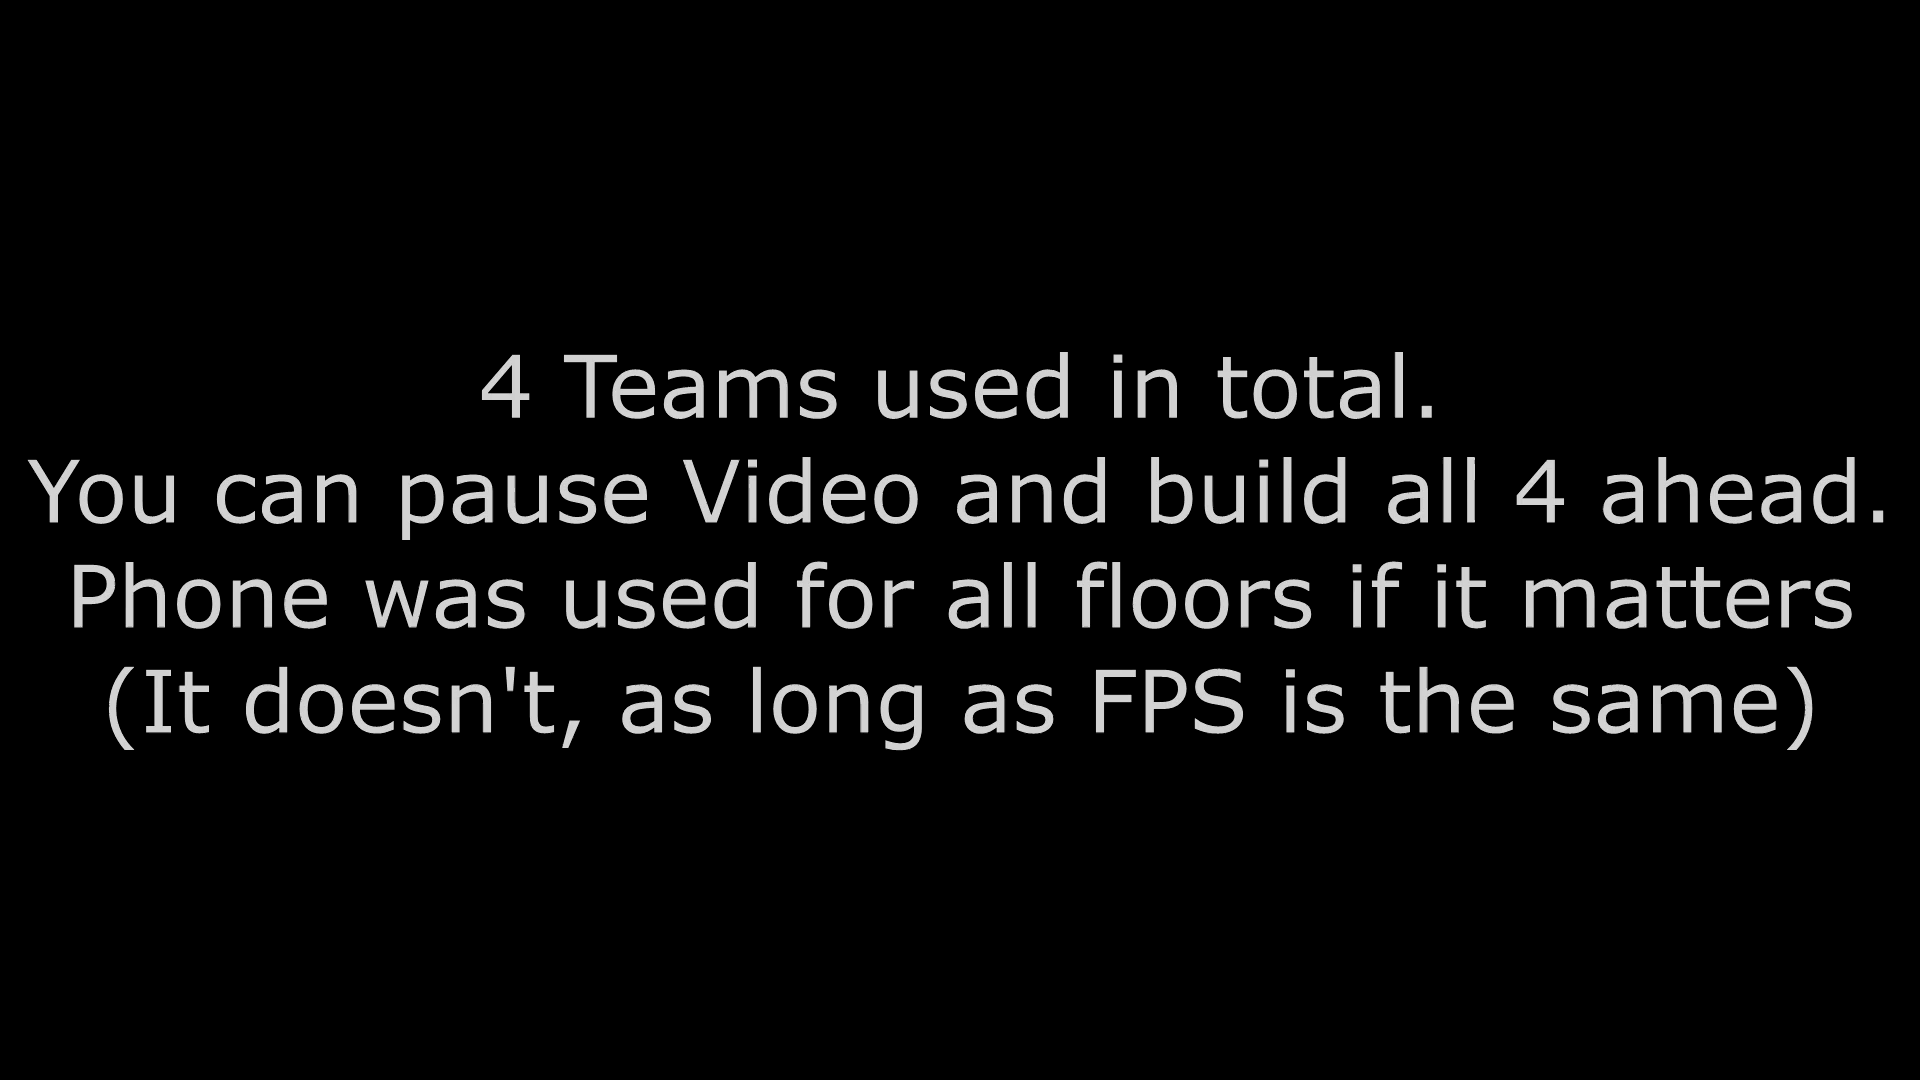 4 Teams used in total.
You can pause Video and build all 4 ahead.
Phone was used for all floors if it matters
(It doesn't, as long as FPS is the same)